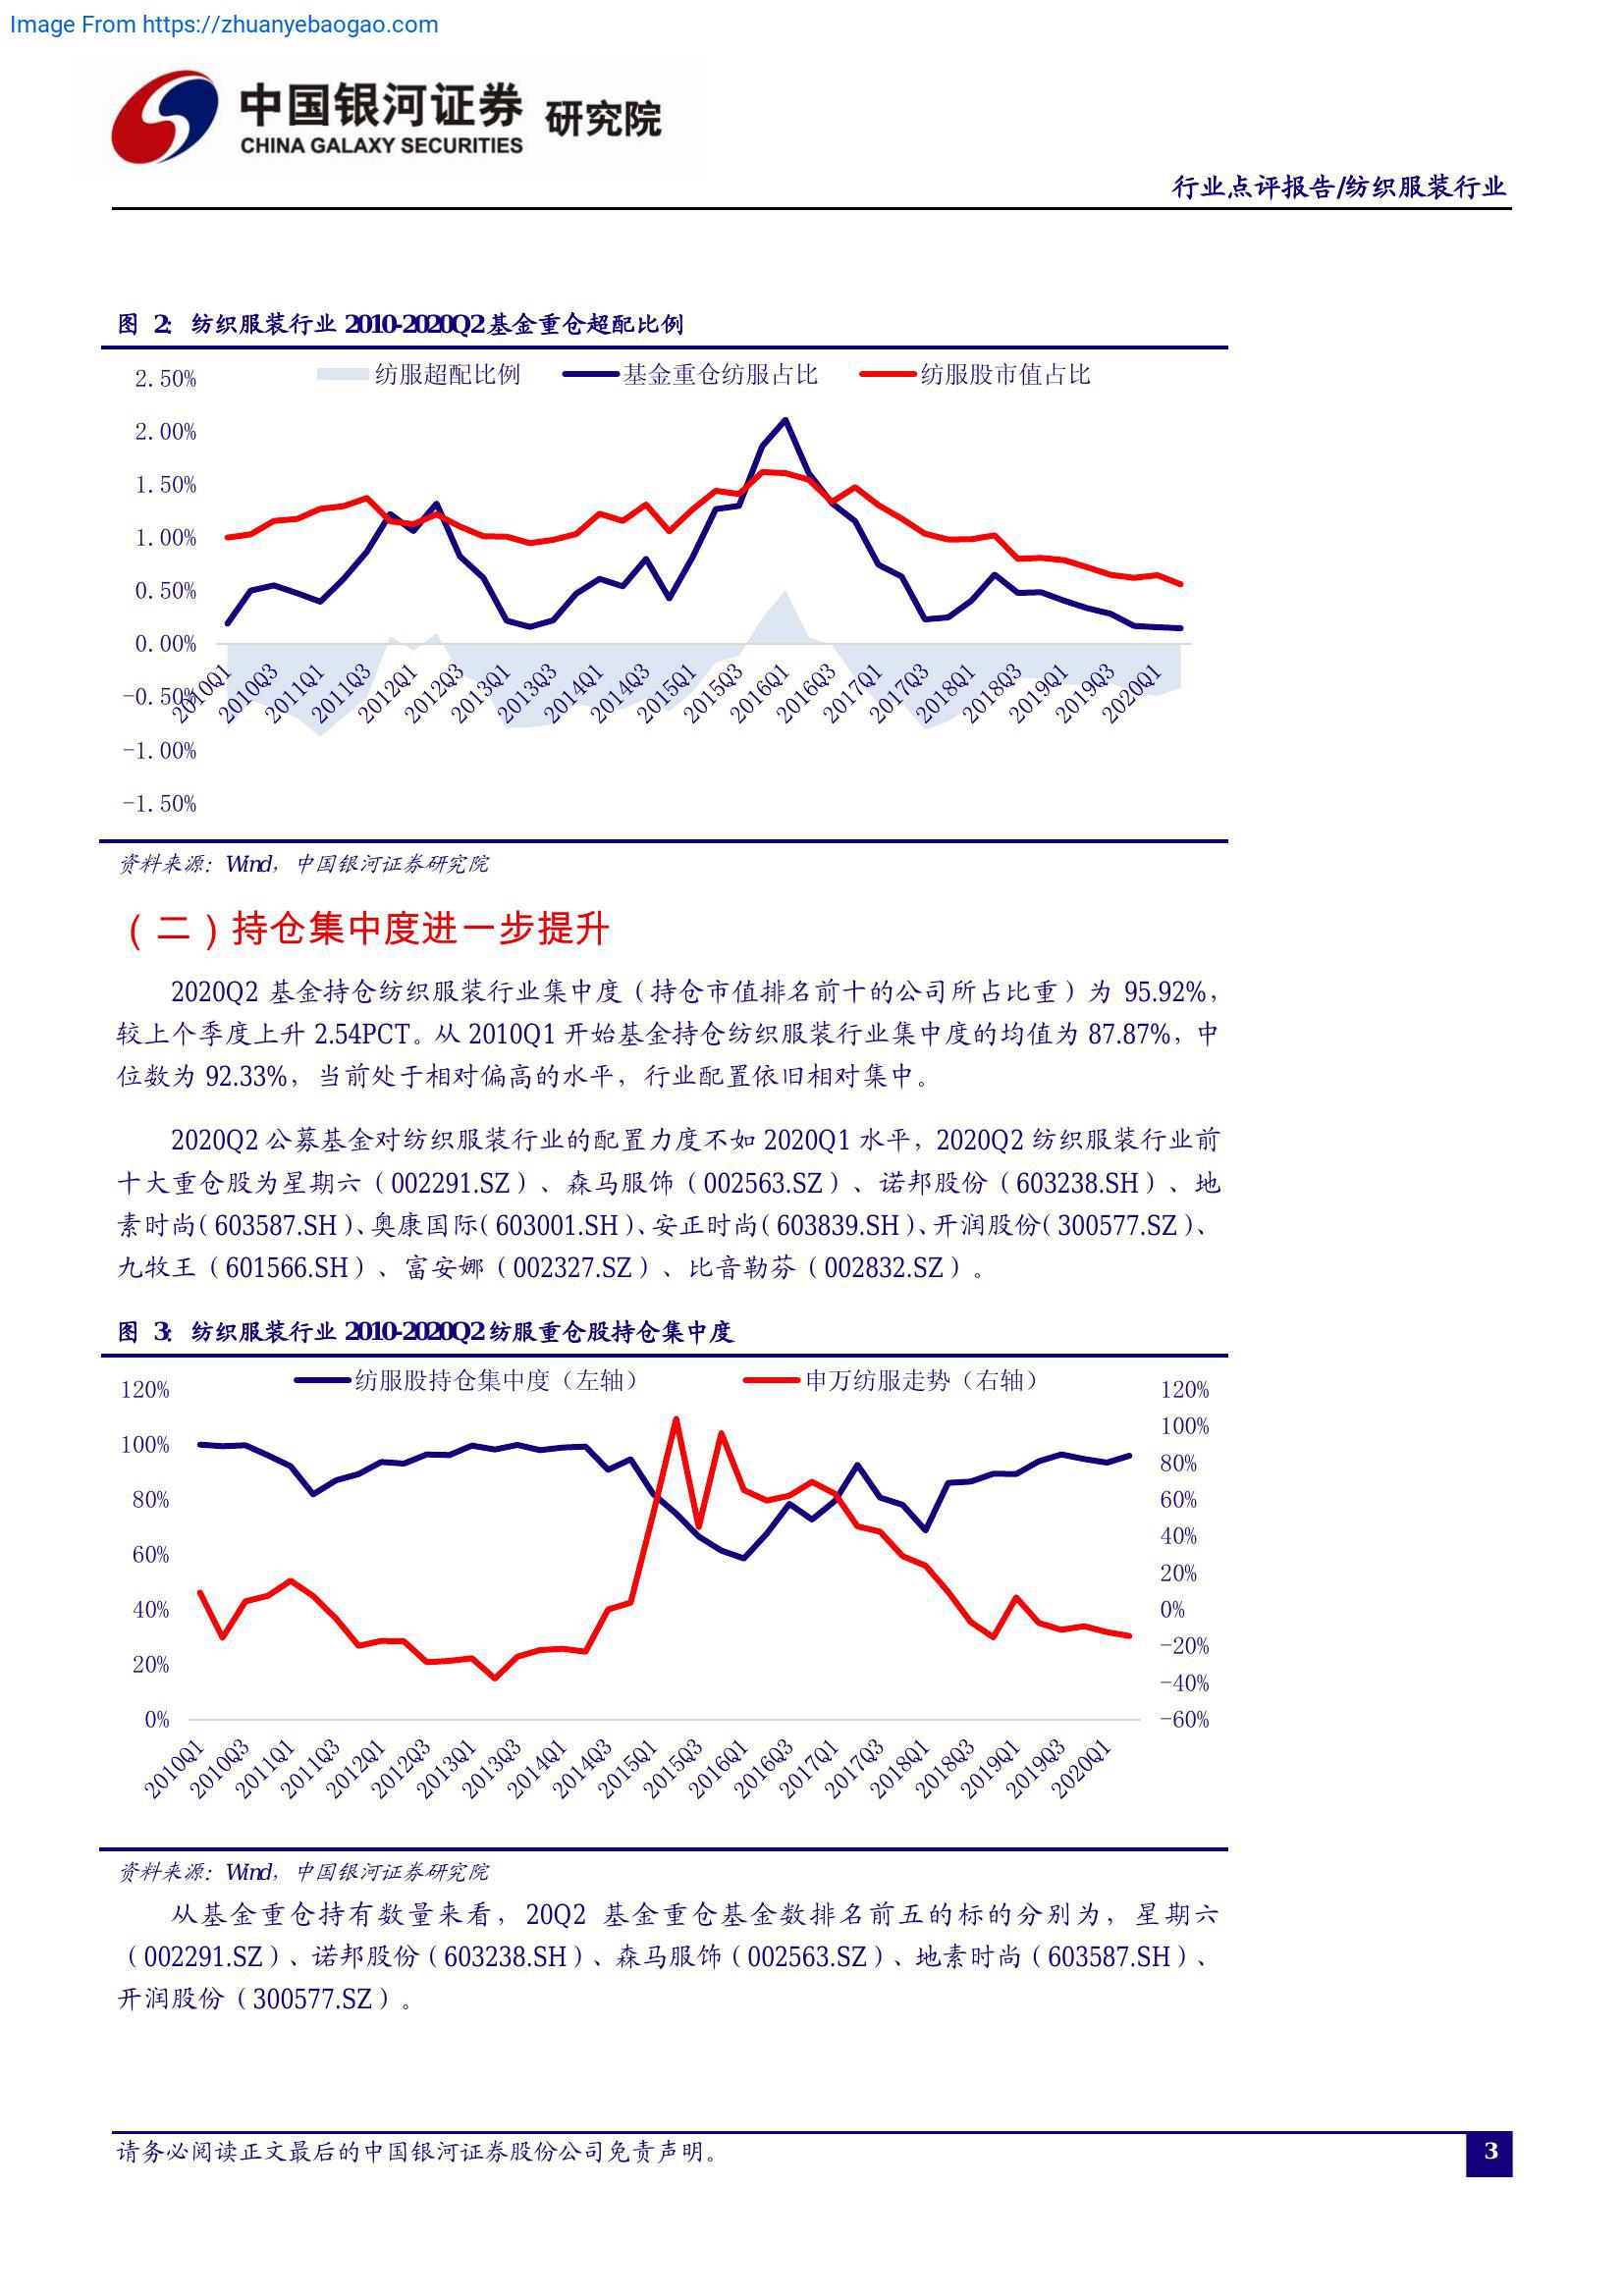 Image From https://zhuanyebaogao.com
中国银河证券 研究院
CHINA GALAXY SECURITIES
行业点评报告/纺织服装行业
图 2: 纺织服装行业 2010-2020Q2 基金重仓超配比例
纺服超配比例 基金重仓纺服占比 纺服股市值占比
2.50%
2.00%
1.50%
1.00%
0.50%
0.00%
-0.50%
-1.00%
-1.50%
2010Q1 2010Q3 2011Q1 2011Q3 2012Q1 2012Q3 2013Q1 2013Q3 2014Q1 2014Q3 2015Q1 2015Q3 2016Q1 2016Q3 2017Q1 2017Q3 2018Q1 2018Q3 2019Q1 2019Q3 2020Q1
资料来源：Wind，中国银河证券研究院
（二）持仓集中度进一步提升
2020Q2 基金持仓纺织服装行业集中度（持仓市值排名前十的公司所占比重）为 95.92%，
较上个季度上升 2.54PCT。从 2010Q1 开始基金持仓纺织服装行业集中度的均值为 87.87%，中
位数为 92.33%，当前处于相对偏高的水平，行业配置依旧相对集中。
2020Q2 公募基金对纺织服装行业的配置力度不如 2020Q1 水平，2020Q2 纺织服装行业前
十大重仓股为星期六（002291.SZ）、森马服饰（002563.SZ）、诺邦股份（603238.SH）、地
素时尚（603587.SH）、奥康国际（603001.SH）、安正时尚（603839.SH）、开润股份（300577.SZ）、
九牧王（601566.SH）、富安娜（002327.SZ）、比音勒芬（002832.SZ）。
图 3: 纺织服装行业 2010-2020Q2 纺服重仓股持仓集中度
纺服股持仓集中度（左轴） 申万纺服走势（右轴）
120%
100%
80%
60%
40%
20%
0%
120%
100%
80%
60%
40%
20%
0%
-20%
-40%
-60%
2010Q1 2010Q3 2011Q1 2011Q3 2012Q1 2012Q3 2013Q1 2013Q3 2014Q1 2014Q3 2015Q1 2015Q3 2016Q1 2016Q3 2017Q1 2017Q3 2018Q1 2018Q3 2019Q1 2019Q3 2020Q1
资料来源：Wind，中国银河证券研究院
从基金重仓持有数量来看，20Q2 基金重仓基金数排名前五的标的分别为，星期六
（002291.SZ）、诺邦股份（603238.SH）、森马服饰（002563.SZ）、地素时尚（603587.SH）、
开润股份（300577.SZ）。
请务必阅读正文最后的中国银河证券股份公司免责声明。
3